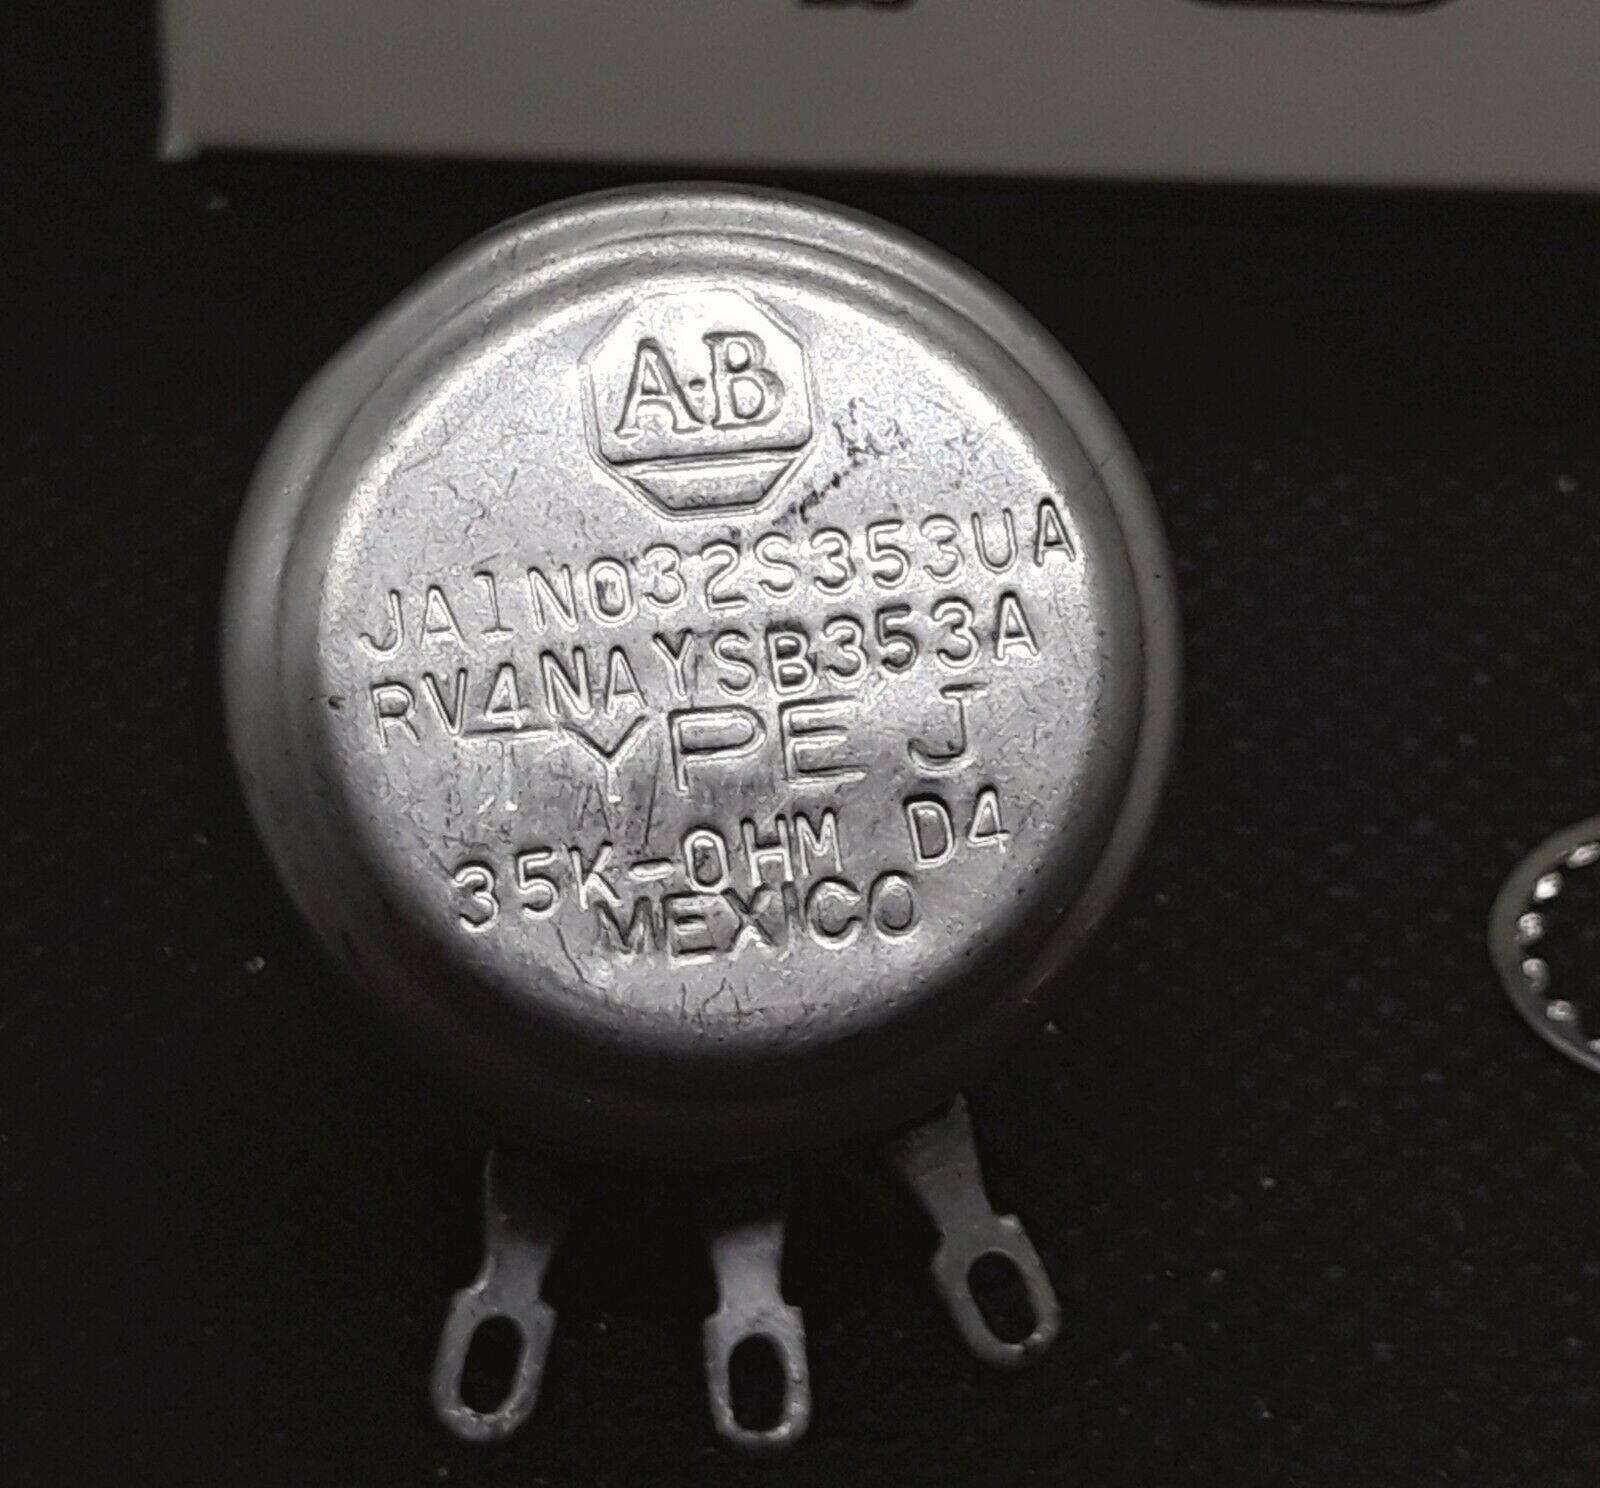 A·B
JA1N032S353UA
RV4NAYSB353A
TYPE J
35K-OHM D4
MEXICO